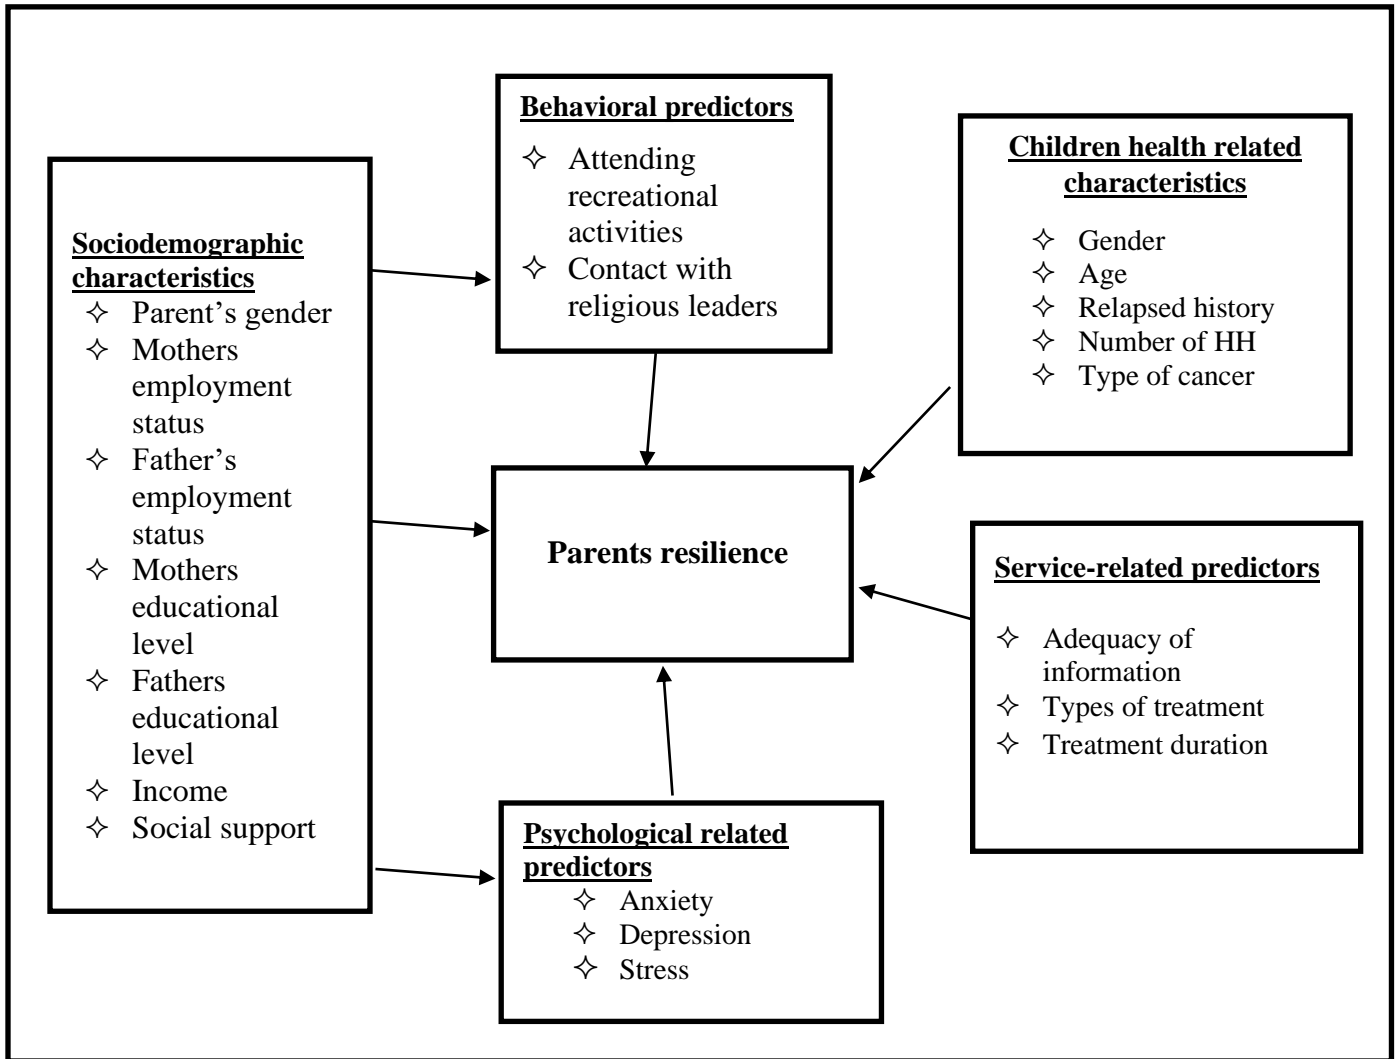 Behavioral predictors
✧ Attending
recreational
activities
✧ Contact with
religious leaders
Children health related
characteristics
✧ Gender
✧ Age
✧ Relapsed history
✧ Number of HH
✧ Type of cancer
Sociodemographic
characteristics
✧ Parent’s gender
✧ Mothers
employment
status
✧ Father’s
employment
status
✧ Mothers
educational
level
✧ Fathers
educational
level
✧ Income
✧ Social support
Parents resilience
Service-related predictors
✧ Adequacy of
information
✧ Types of treatment
✧ Treatment duration
Psychological related
predictors
✧ Anxiety
✧ Depression
✧ Stress